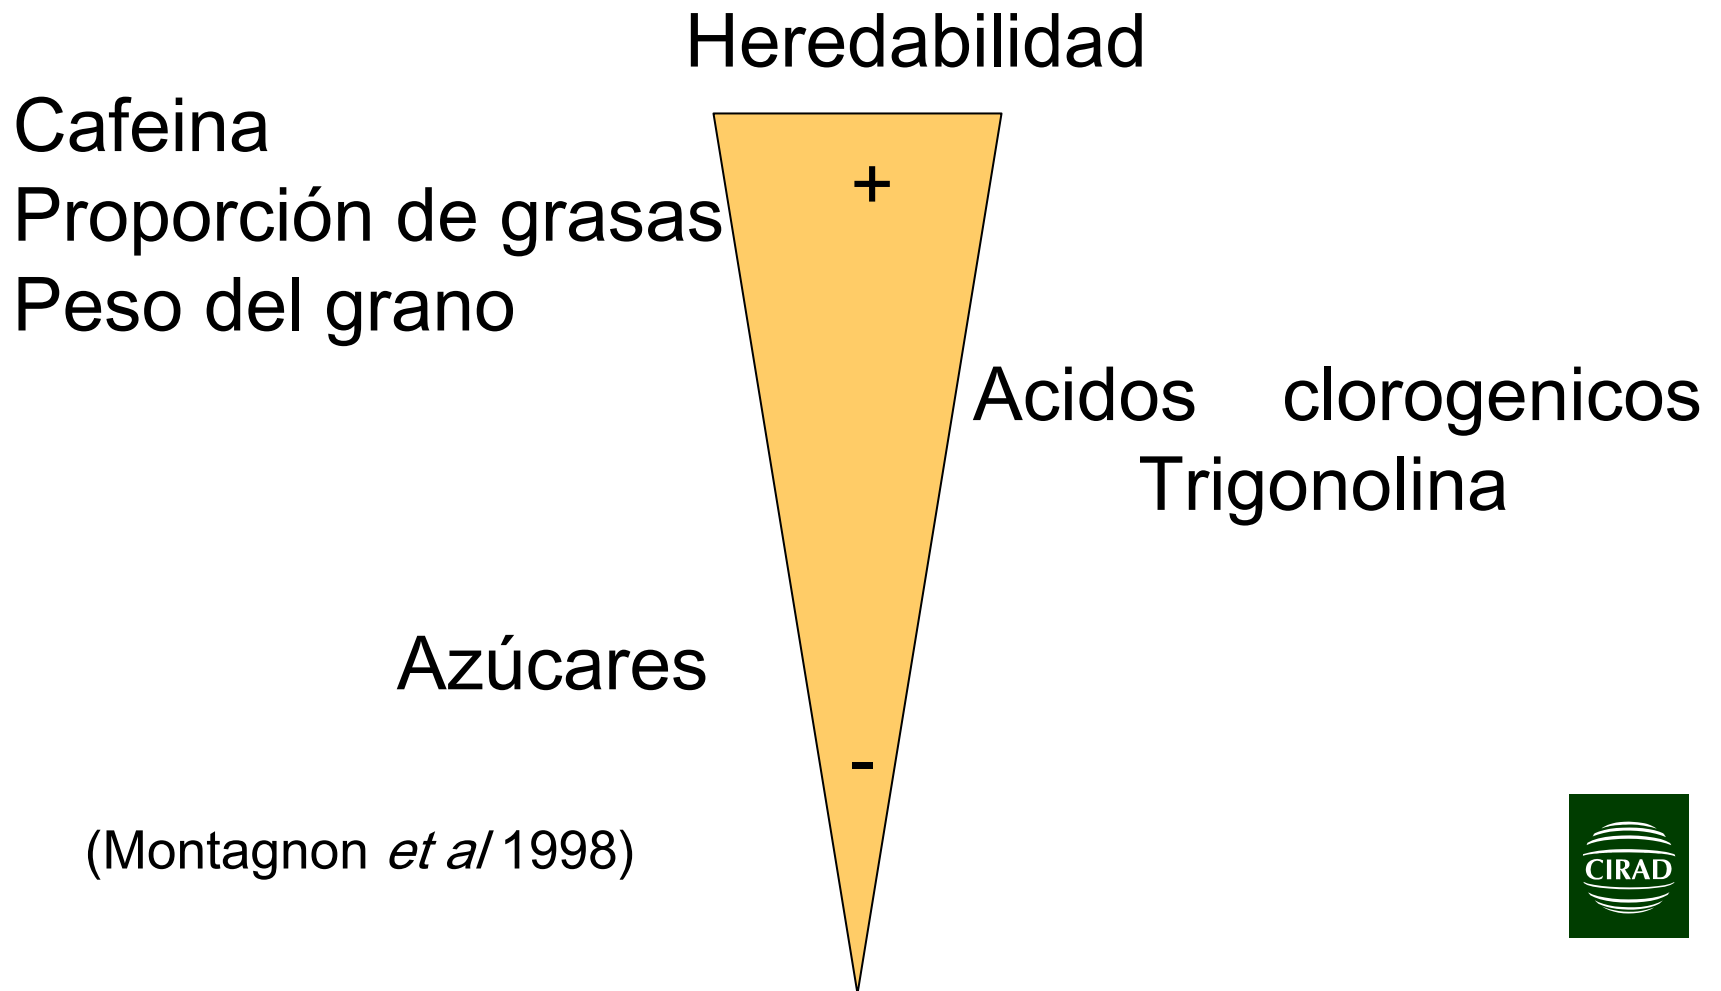 Heredabilidad
Cafeina
Proporción de grasas
Peso del grano
+
Acidos clorogenicos
Trigonolina
Azúcares
-
(Montagnon et al 1998)
CIRAD